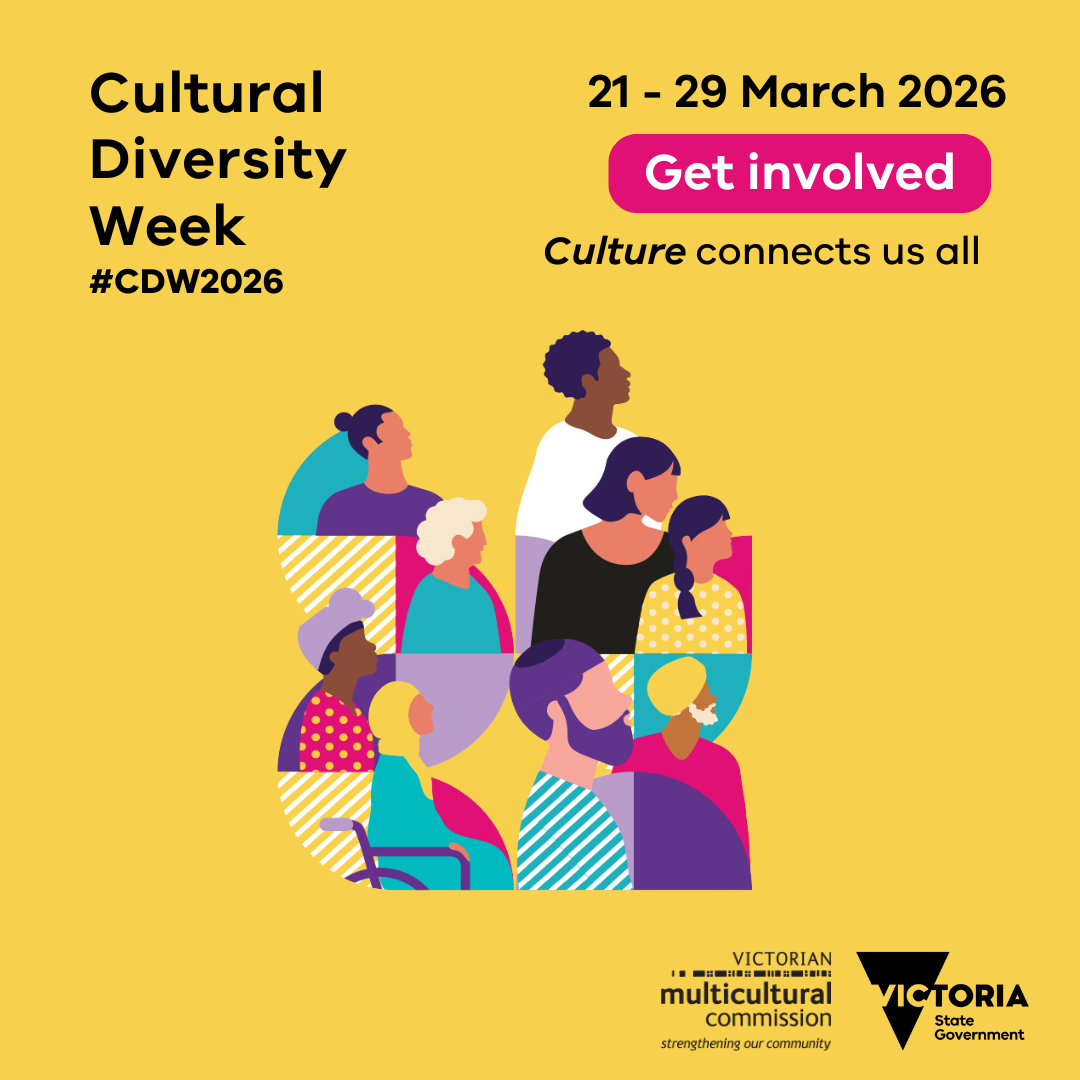 Cultural
Diversity
Week
#CDW2026
21 - 29 March 2026
Get involved
Culture connects us all
VICTORIAN
multicultural
commission
strengthening our community
VICTORIA
State
Government